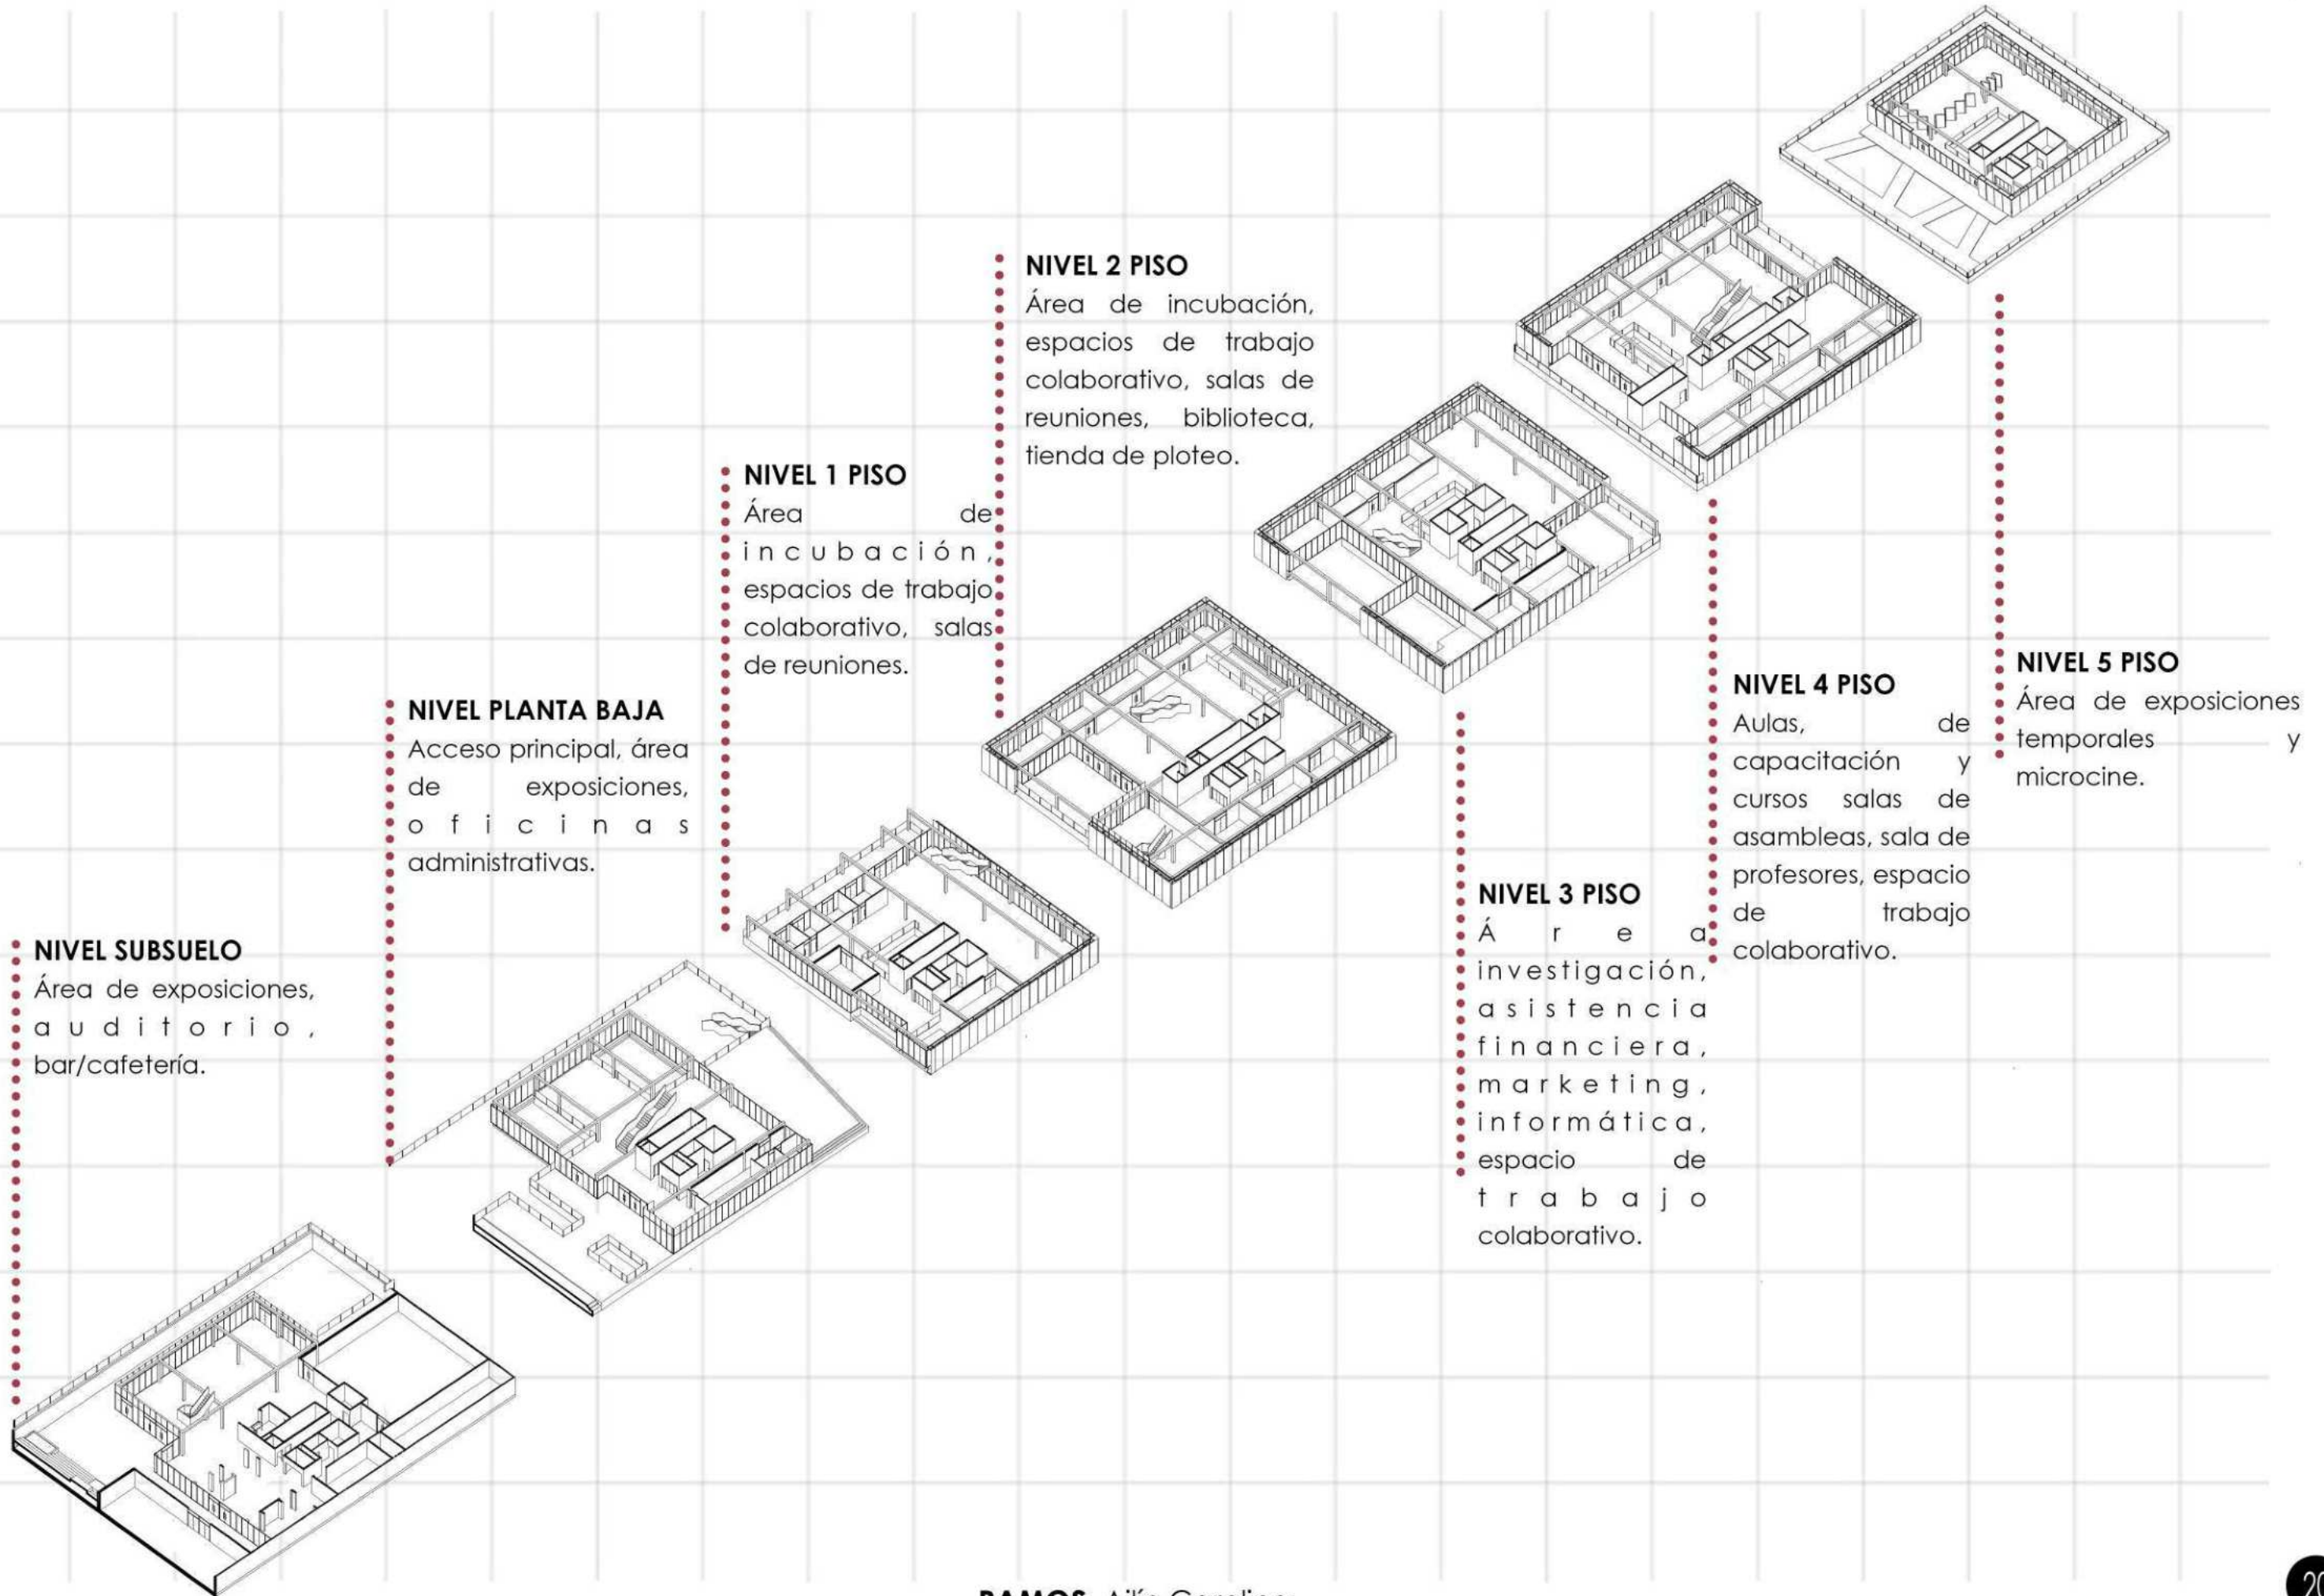 NIVEL SUBSUELO
Área de exposiciones,
auditorio,
bar/cafetería.
NIVEL PLANTA BAJA
Acceso principal, área
de exposiciones,
oficinas
administrativas.
NIVEL 1 PISO
Área de
incubación,
espacios de trabajo
colaborativo, salas
de reuniones.
NIVEL 2 PISO
Área de incubación,
espacios de trabajo
colaborativo, salas de
reuniones, biblioteca,
tienda de ploteo.
NIVEL 3 PISO
Área
investigación,
asistencia
financiera,
marketing,
informática,
espacio de
trabajo
colaborativo.
NIVEL 4 PISO
Aulas, de
capacitación y
cursos salas de
asambleas, sala de
profesores, espacio
de trabajo
colaborativo.
NIVEL 5 PISO
Área de exposiciones
temporales y
microcine.
RAMOS